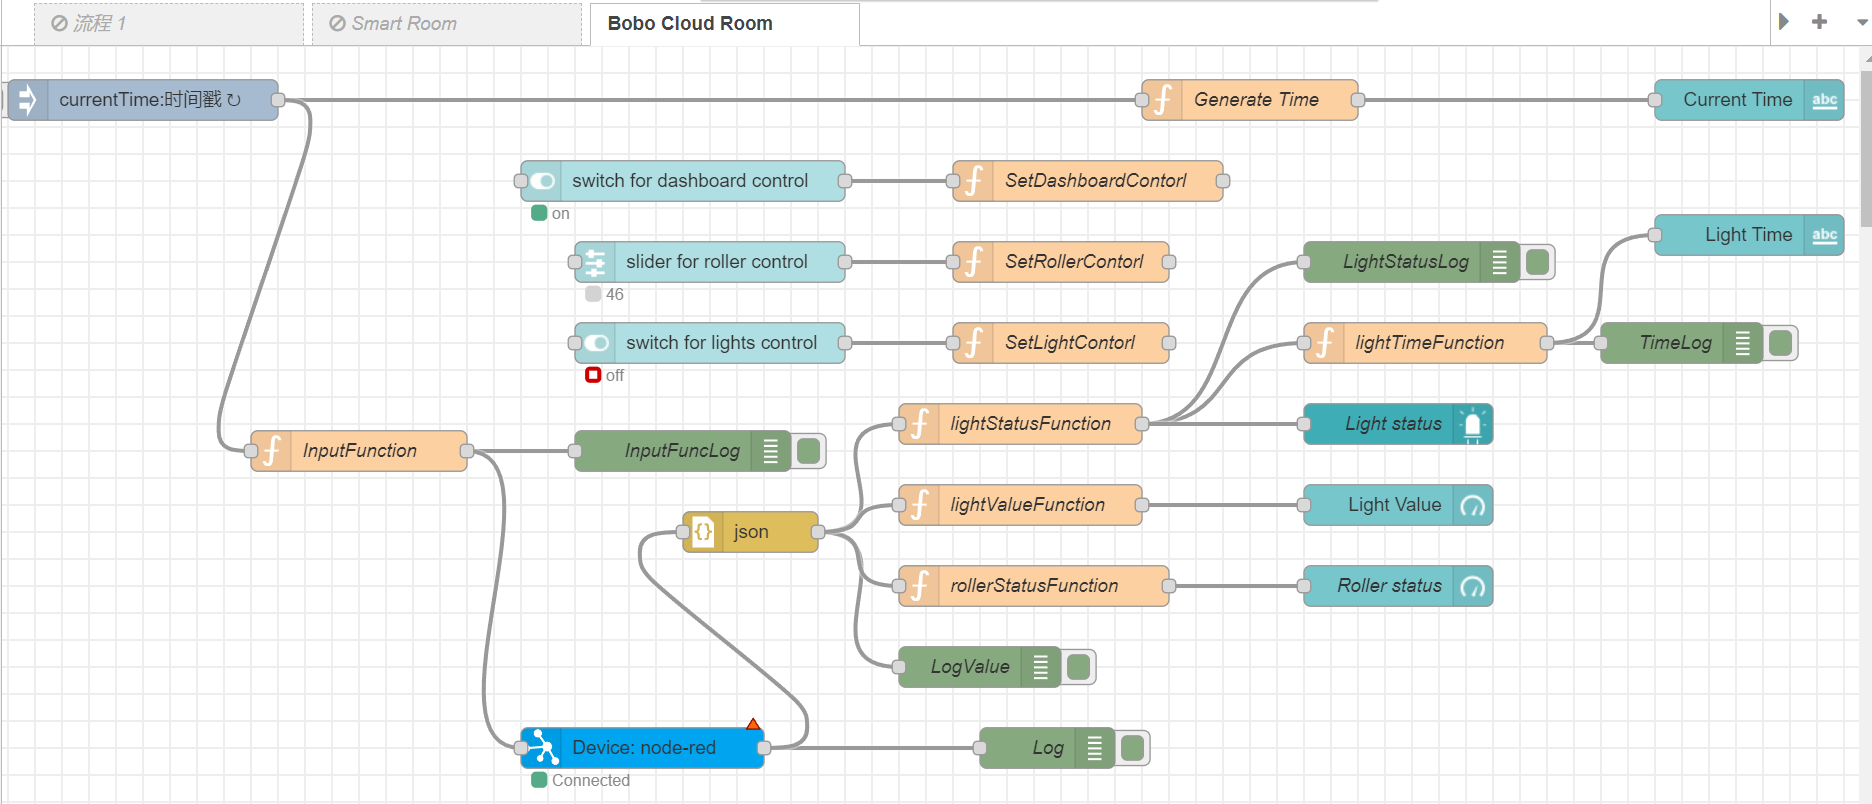 流程 1
Smart Room
Bobo Cloud Room
currentTime:时间戳 ↻
Generate Time
Current Time
abc
switch for dashboard control
on
SetDashboardContorl
Light Time
abc
slider for roller control
46
SetRollerContorl
LightStatusLog
switch for lights control
off
SetLightContorl
lightTimeFunction
TimeLog
lightStatusFunction
Light status
InputFunction
InputFuncLog
lightValueFunction
Light Value
json
rollerStatusFunction
Roller status
LogValue
Device: node-red
Connected
Log